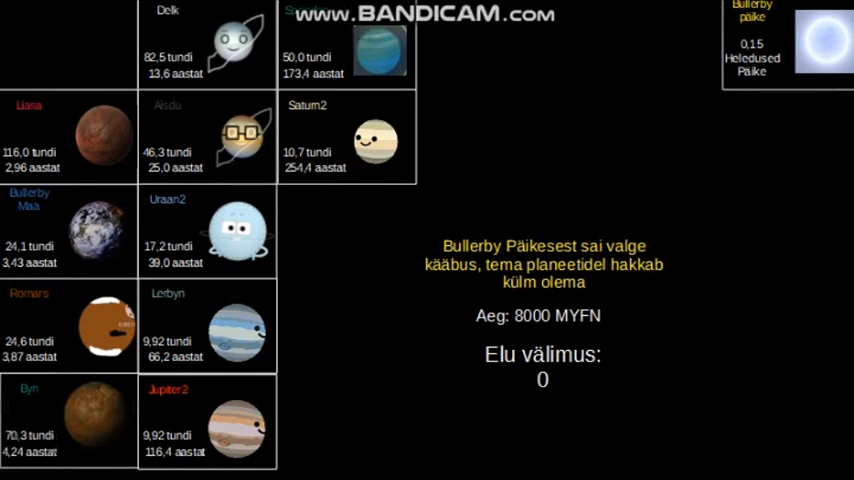 www.BANDICAM.com
Delk
82,5 tundi
13,6 aastat
50,0 tundi
173,4 aastat
Bullerby
päike
0,15
Heledused
Päike
Liasa
116,0 tundi
2,96 aastat
Aisdu
46,3 tundi
25,0 aastat
Saturn2
10,7 tundi
254,4 aastat
Bullerby
Maa
24,1 tundi
3,43 aastat
Uraan2
17,2 tundi
39,0 aastat
Bullerby Päikesest sai valge
kääbus, tema planeetidel hakkab
külm olema
Aeg: 8000 MYFN
Elu välimus:
0
Romars
24,6 tundi
3,87 aastat
Lerbyn
9,92 tundi
66,2 aastat
Byn
70,3 tundi
4,24 aastat
Jupiter2
9,92 tundi
116,4 aastat